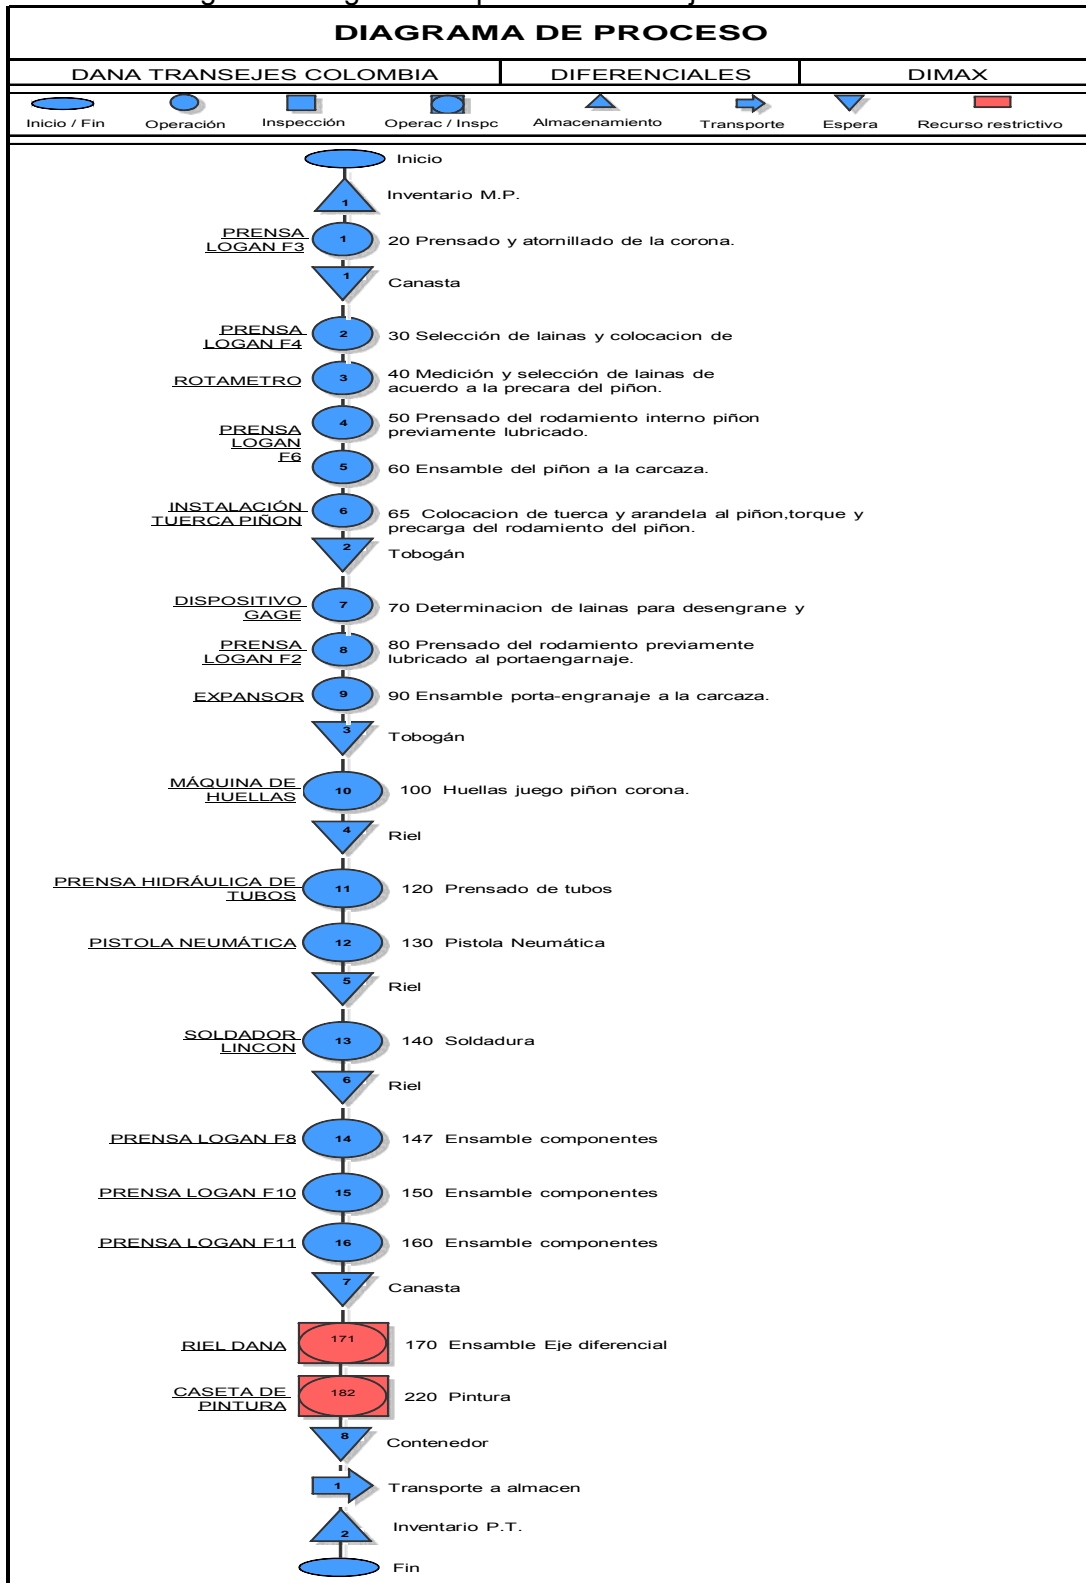 DIAGRAMA DE PROCESO
DANA TRANSEJES COLOMBIA
DIFERENCIALES
DIMAX
Inicio / Fin
Operación
Inspección
Operac / Inspc
Almacenamiento
Transporte
Espera
Recurso restrictivo
Inicio
1
Inventario M.P.
PRENSA
LOGAN F3
1
20 Prensado y atornillado de la corona.
1
Canasta
PRENSA
LOGAN F4
2
30 Selección de lainas y colocacion de
ROTAMETRO
3
40 Medición y selección de lainas de
acuerdo a la precara del piñon.
PRENSA
LOGAN
F6
4
50 Prensado del rodamiento interno piñon
previamente lubricado.
5
60 Ensamble del piñon a la carcaza.
INSTALACIÓN
TUERCA PIÑON
6
65 Colocacion de tuerca y arandela al piñon,torque y
precarga del rodamiento del piñon.
2
Tobogán
DISPOSITIVO
GAGE
7
70 Determinacion de lainas para desengrane y
PRENSA
LOGAN F2
8
80 Prensado del rodamiento previamente
lubricado al portaengarnaje.
EXPANSOR
9
90 Ensamble porta-engranaje a la carcaza.
3
Tobogán
MÁQUINA DE
HUELLAS
10
100 Huellas juego piñon corona.
4
Riel
PRENSA HIDRÁULICA DE
TUBOS
11
120 Prensado de tubos
PISTOLA NEUMÁTICA
12
130 Pistola Neumática
5
Riel
SOLDADOR
LINCON
13
140 Soldadura
6
Riel
PRENSA LOGAN F8
14
147 Ensamble componentes
PRENSA LOGAN F10
15
150 Ensamble componentes
PRENSA LOGAN F11
16
160 Ensamble componentes
7
Canasta
RIEL DANA
171
170 Ensamble Eje diferencial
CASETA DE
PINTURA
182
220 Pintura
8
Contenedor
1
Transporte a almacen
2
Inventario P.T.
Fin